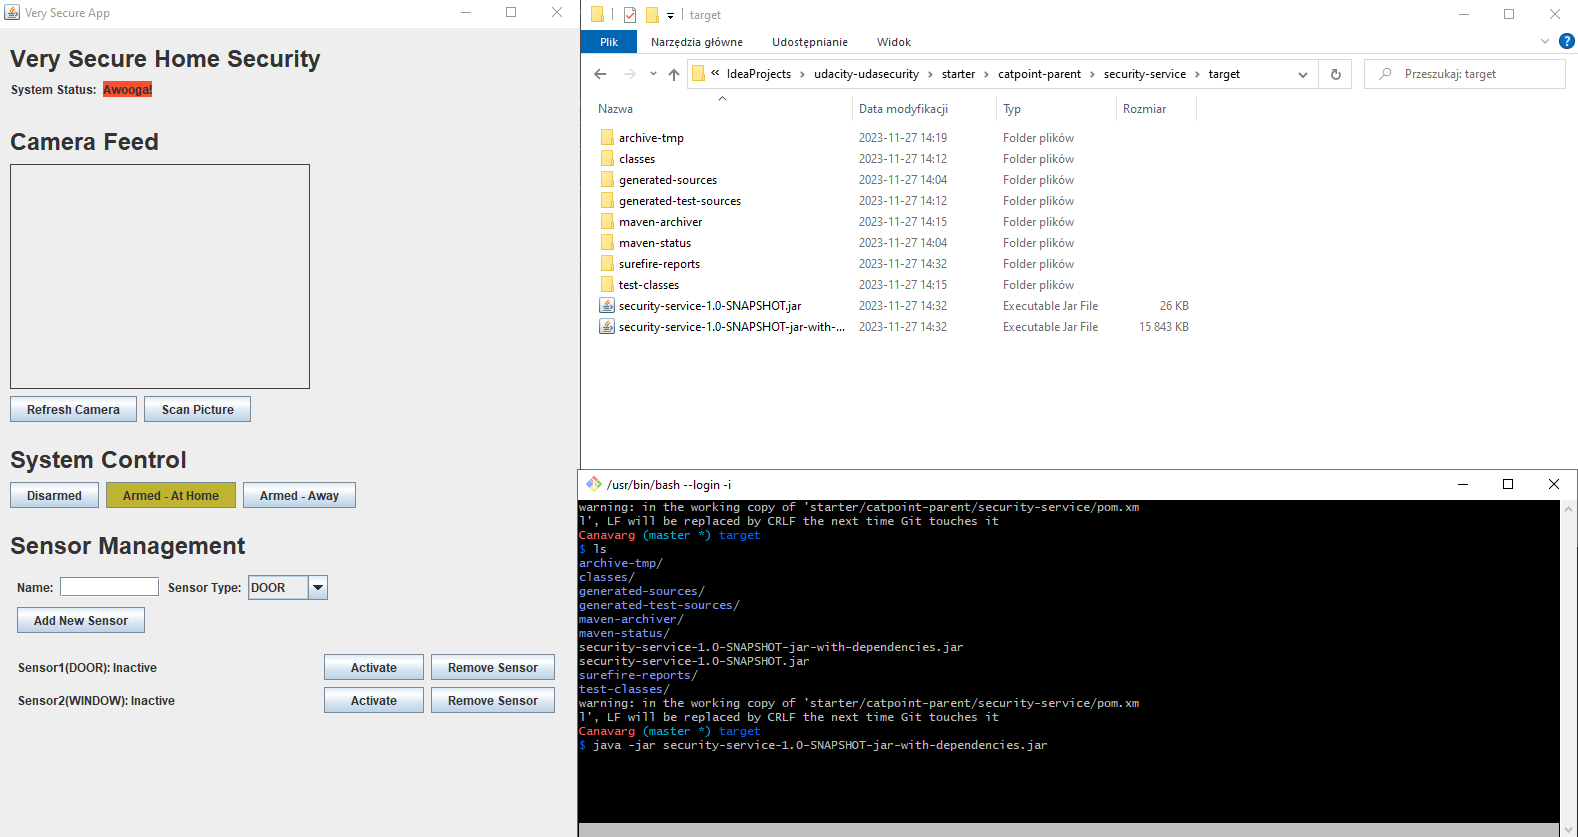 Very Secure App
Very Secure Home Security
System Status: Awooga!
Camera Feed
Refresh Camera
Scan Picture
System Control
Disarmed
Armed - At Home
Armed - Away
Sensor Management
Name:
Sensor Type:
DOOR
Add New Sensor
Sensor1(DOOR): Inactive
Activate
Remove Sensor
Sensor2(WINDOW): Inactive
Activate
Remove Sensor
target
Plik
Narzędzia główne
Udostępnianie
Widok
?
« IdeaProjects > udacity-udasecurity > starter > catpoint-parent > security-service > target
Przeszukaj: target
Nazwa Data modyfikacji Typ Rozmiar
archive-tmp 2023-11-27 14:19 Folder plików
classes 2023-11-27 14:12 Folder plików
generated-sources 2023-11-27 14:04 Folder plików
generated-test-sources 2023-11-27 14:12 Folder plików
maven-archiver 2023-11-27 14:15 Folder plików
maven-status 2023-11-27 14:04 Folder plików
surefire-reports 2023-11-27 14:32 Folder plików
test-classes 2023-11-27 14:15 Folder plików
security-service-1.0-SNAPSHOT.jar 2023-11-27 14:32 Executable Jar File 26 KB
security-service-1.0-SNAPSHOT-jar-with-... 2023-11-27 14:32 Executable Jar File 15 843 KB
/usr/bin/bash --login -i
warning: in the working copy of 'starter/catpoint-parent/security-service/pom.xm
l', LF will be replaced by CRLF the next time Git touches it
Canavarg (master *) target
$ ls
archive-tmp/
classes/
generated-sources/
generated-test-sources/
maven-archiver/
maven-status/
security-service-1.0-SNAPSHOT-jar-with-dependencies.jar
security-service-1.0-SNAPSHOT.jar
surefire-reports/
test-classes/
warning: in the working copy of 'starter/catpoint-parent/security-service/pom.xm
l', LF will be replaced by CRLF the next time Git touches it
Canavarg (master *) target
$ java -jar security-service-1.0-SNAPSHOT-jar-with-dependencies.jar